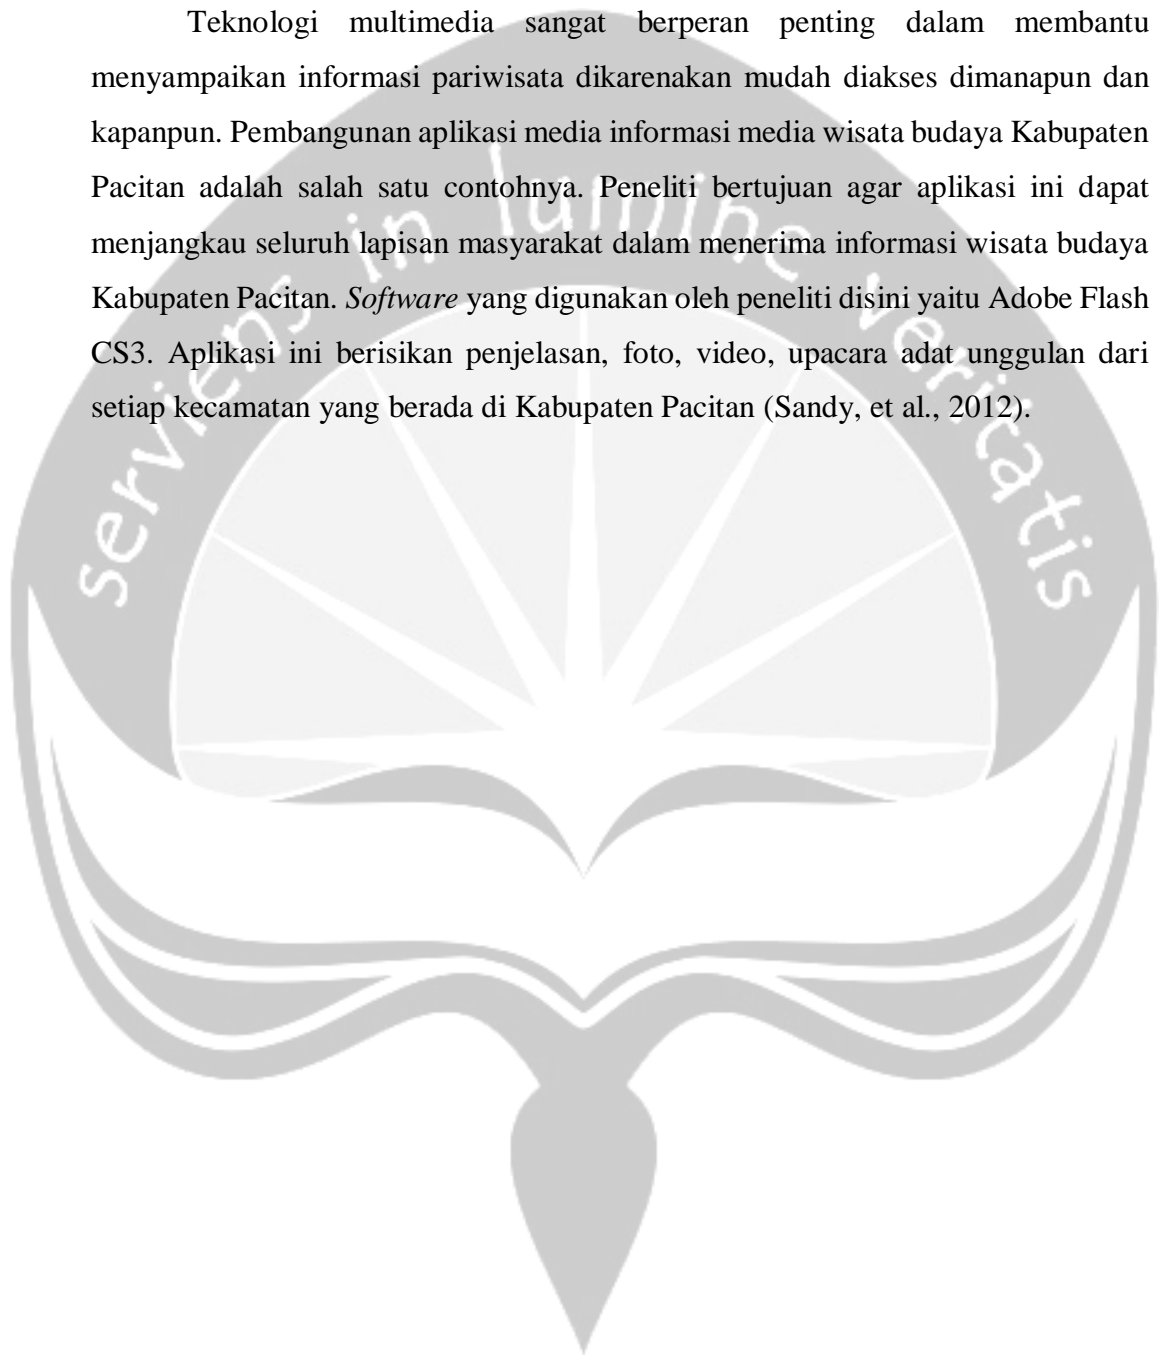 Teknologi multimedia sangat berperan penting dalam membantu
menyampaikan informasi pariwisata dikarenakan mudah diakses dimanapun dan
kapanpun. Pembangunan aplikasi media informasi media wisata budaya Kabupaten
Pacitan adalah salah satu contohnya. Peneliti bertujuan agar aplikasi ini dapat
menjangkau seluruh lapisan masyarakat dalam menerima informasi wisata budaya
Kabupaten Pacitan. Software yang digunakan oleh peneliti disini yaitu Adobe Flash
CS3. Aplikasi ini berisikan penjelasan, foto, video, upacara adat unggulan dari
setiap kecamatan yang berada di Kabupaten Pacitan (Sandy, et al., 2012).
serviens in lumine veritatis